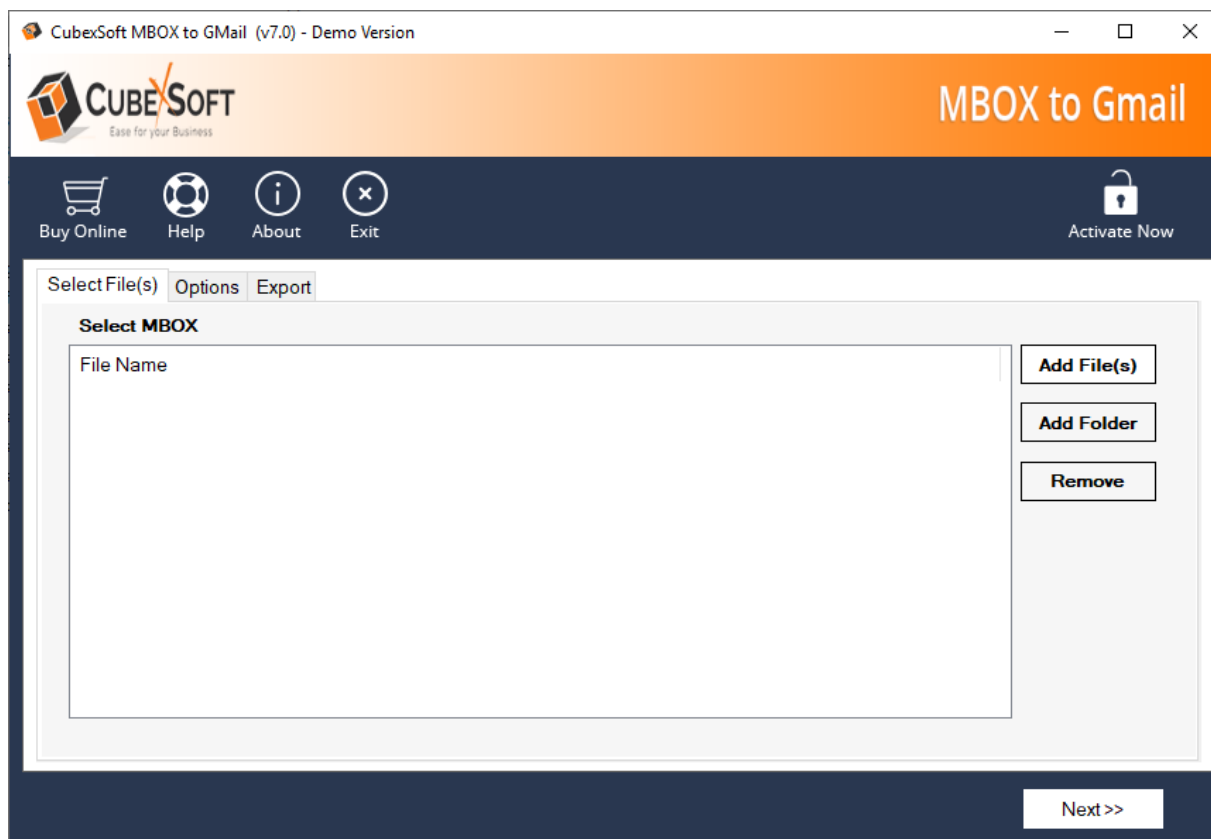 CubexSoft MBOX to GMail (v7.0) - Demo Version
CUBEXSOFT
Ease for your Business
MBOX to Gmail
Buy Online
Help
About
Exit
Activate Now
Select File(s)
Options
Export
Select MBOX
File Name
Add File(s)
Add Folder
Remove
Next>>